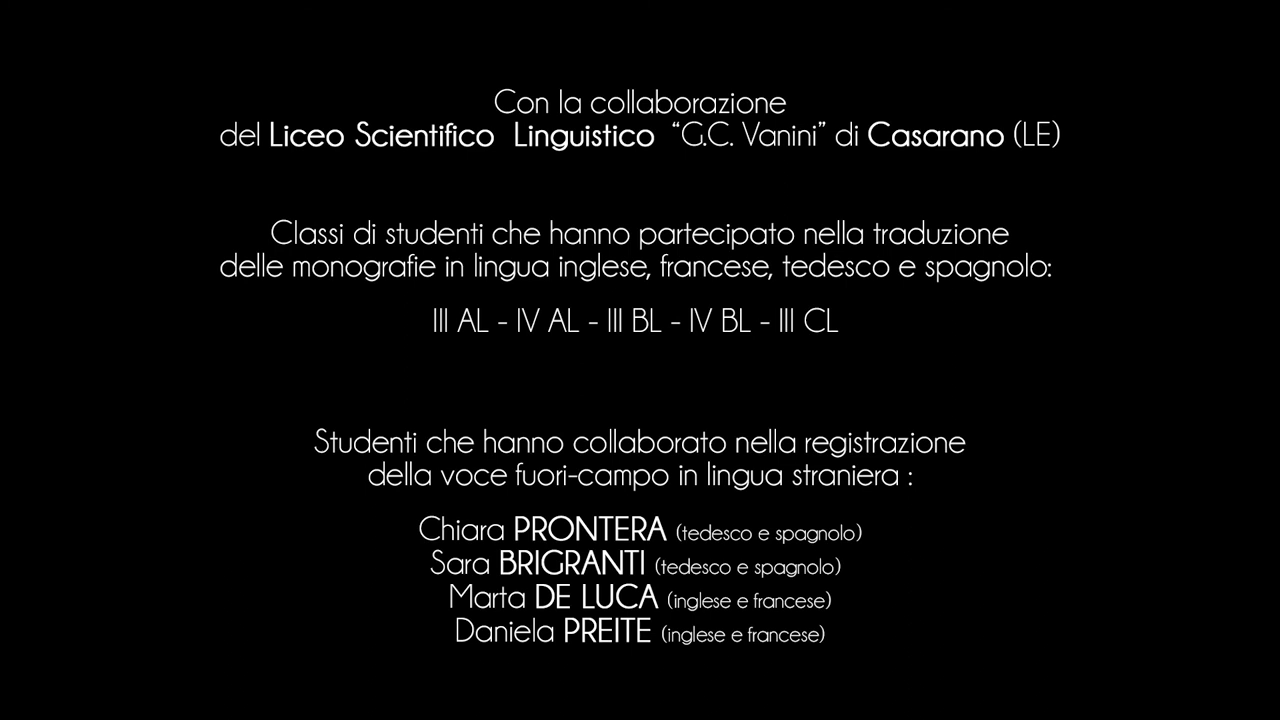 Con la collaborazione
del Liceo Scientifico Linguistico “G.C. Vanini” di Casarano (LE)
Classi di studenti che hanno partecipato nella traduzione
delle monografie in lingua inglese, francese, tedesco e spagnolo:
III AL - IV AL - III BL - IV BL - III CL
Studenti che hanno collaborato nella registrazione
della voce fuori-campo in lingua straniera :
Chiara PRONTERA (tedesco e spagnolo)
Sara BRIGRANTI (tedesco e spagnolo)
Marta DE LUCA (inglese e francese)
Daniela PREITE (inglese e francese)